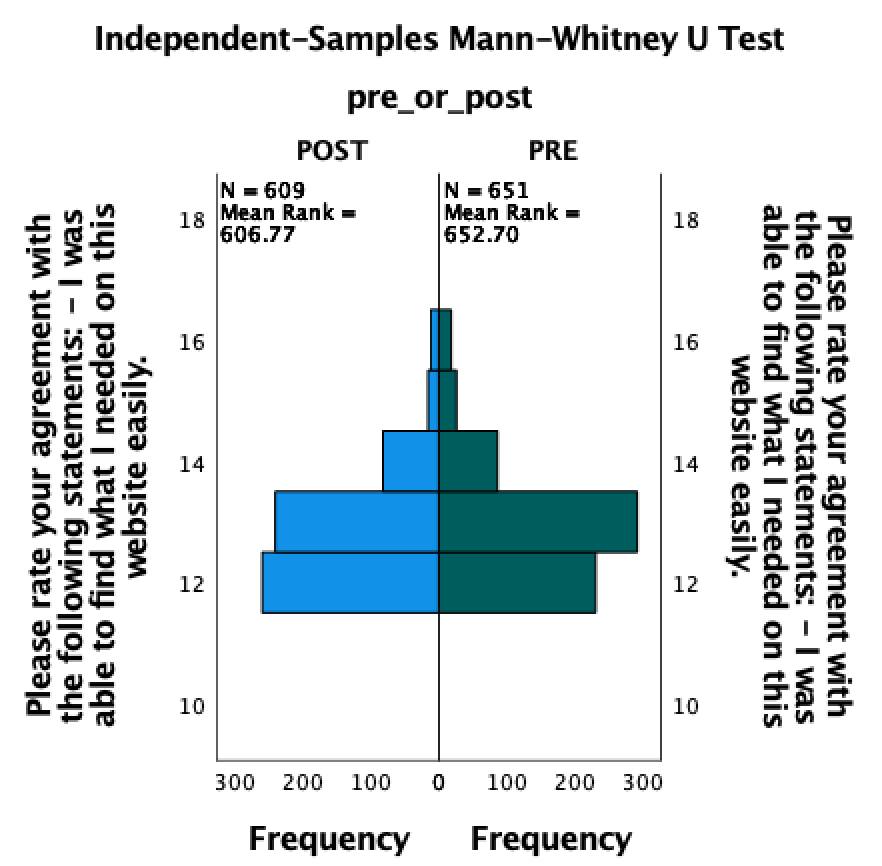 Independent-Samples Mann-Whitney U Test
pre_or_post
POST
PRE
Please rate your agreement with
the following statements: - I was
able to find what I needed on this
website easily.
18
16
14
12
10
N = 609
Mean Rank =
606.77
N = 651
Mean Rank =
652.70
18
16
14
12
10
Please rate your agreement with
the following statements: - I was
able to find what I needed on this
website easily.
300 200 100 0 100 200 300
Frequency Frequency